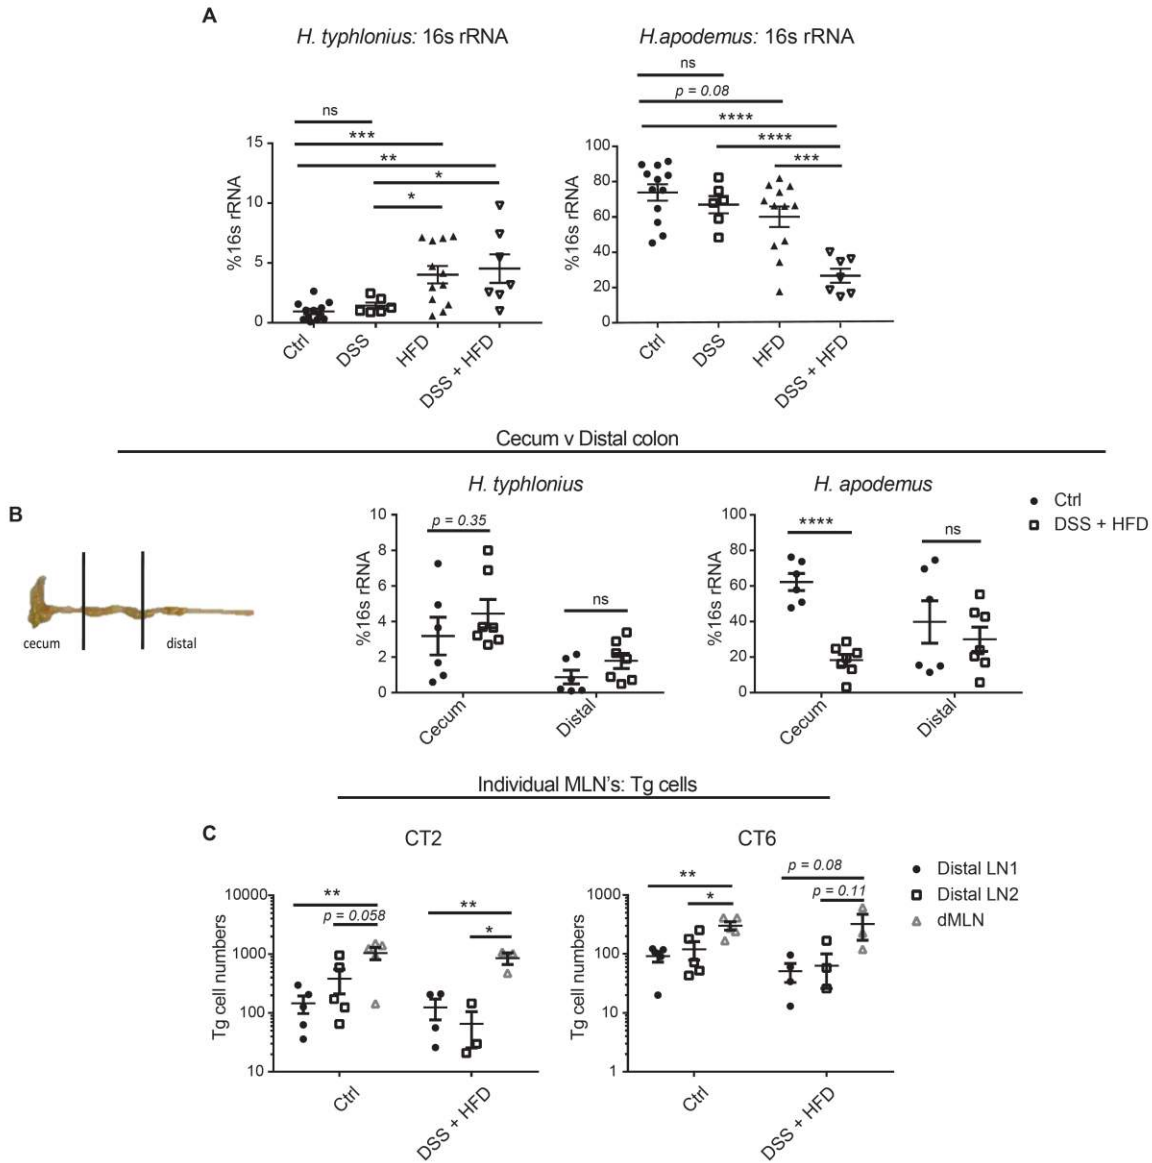 A
H. typhlonius: 16s rRNA
H.apodemus: 16s rRNA
ns
***
**
*
*
15
10
5
0
%16s rRNA
Ctrl
DSS
HFD
DSS + HFD
ns
p = 0.08
****
****
***
100
80
60
40
20
0
%16s rRNA
Ctrl
DSS
HFD
DSS + HFD
Cecum v Distal colon
B
cecum
distal
H. typhlonius
p = 0.35
ns
10
8
6
4
2
0
%16s rRNA
Cecum
Distal
H. apodemus
****
ns
100
80
60
40
20
0
%16s rRNA
Cecum
Distal
Ctrl
DSS + HFD
Individual MLN's: Tg cells
C
CT2
**
p = 0.058
**
*
10000
1000
100
10
Tg cell numbers
Ctrl
DSS + HFD
CT6
**
*
p = 0.08
p = 0.11
1000
100
10
1
Tg cell numbers
Ctrl
DSS + HFD
Distal LN1
Distal LN2
dMLN